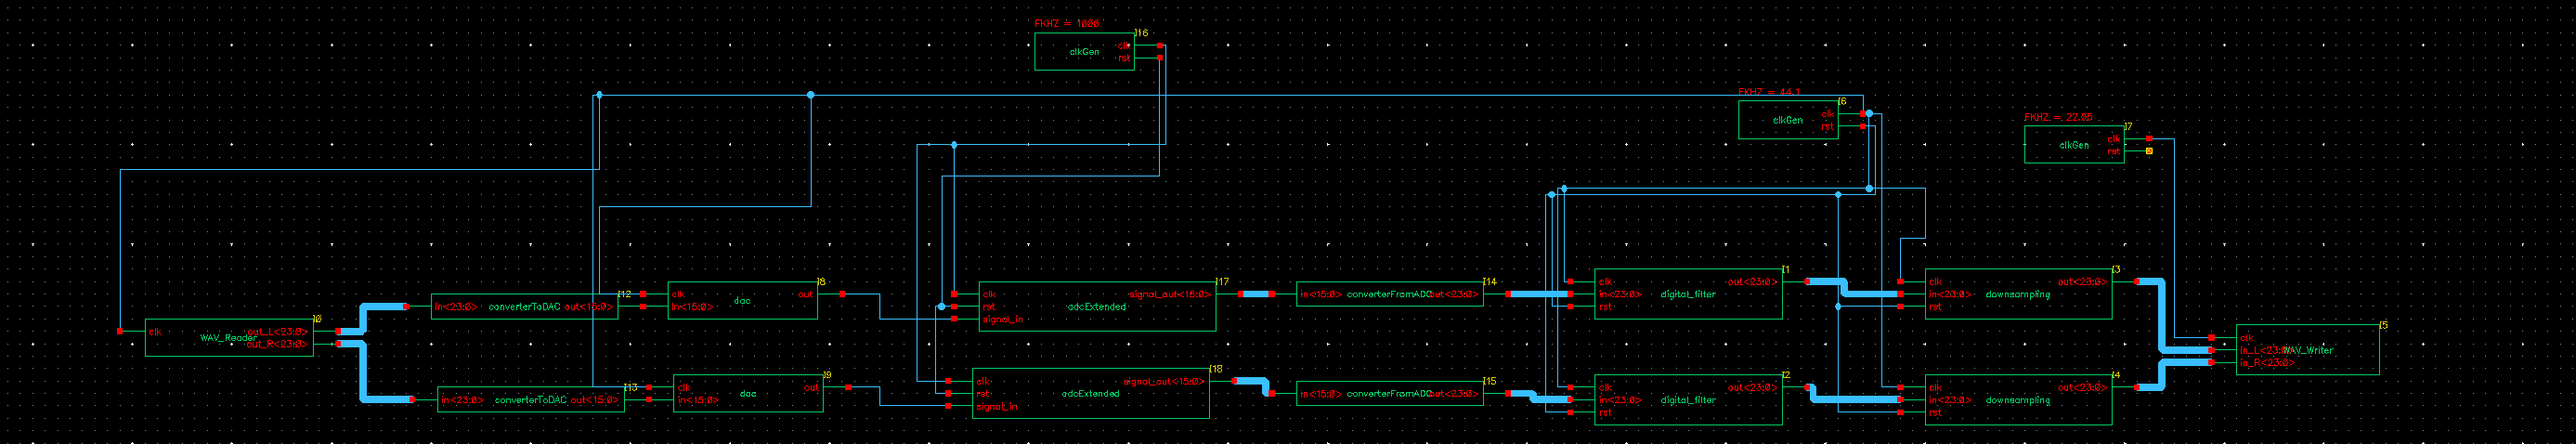 FKHZ = 1000
I16
clkGen
clk
rst
FKHZ = 44.1
I6
clkGen
clk
rst
FKHZ = 22.05
I7
clkGen
clk
rst
I0
clk
WAV_Reader
out_L<23:0>
out_R<23:0>
I12
in<23:0> converterToDAC out<15:0>
I8
clk
in<15:0>
dac
out
I17
clk
rst
signal_in
adcExtended
signal_out<15:0>
I14
in<15:0> converterFromADC out<23:0>
I1
clk
in<23:0>
rst
digital_filter
out<23:0>
I3
clk
in<23:0>
rst
downsampling
out<23:0>
I5
clk
in_L<23:0>
in_R<23:0>
WAV_Writer
I13
in<23:0> converterToDAC out<15:0>
I9
clk
in<15:0>
dac
out
I18
clk
rst
signal_in
adcExtended
signal_out<15:0>
I15
in<15:0> converterFromADC out<23:0>
I2
clk
in<23:0>
rst
digital_filter
out<23:0>
I4
clk
in<23:0>
rst
downsampling
out<23:0>